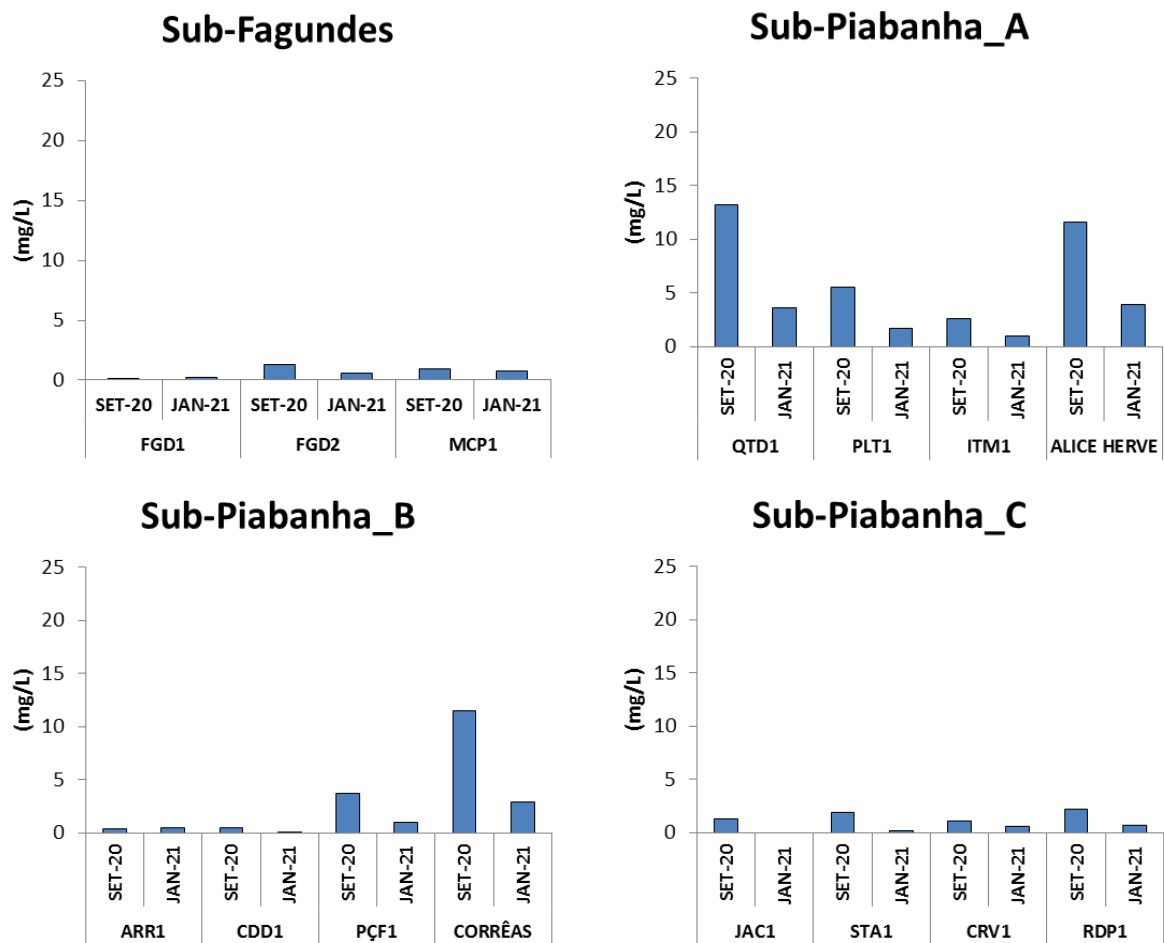 Sub-Fagundes
25
20
15
10
5
0
(mg/L)
SET-20 JAN-21 SET-20 JAN-21 SET-20 JAN-21
FGD1 FGD2 MCP1
Sub-Piabanha_A
25
20
15
10
5
0
(mg/L)
SET-20 JAN-21 SET-20 JAN-21 SET-20 JAN-21 SET-20 JAN-21
QTD1 PLT1 ITM1 ALICE HERVE
Sub-Piabanha_B
25
20
15
10
5
0
(mg/L)
SET-20 JAN-21 SET-20 JAN-21 SET-20 JAN-21 SET-20 JAN-21
ARR1 CDD1 PÇF1 CORRÊAS
Sub-Piabanha_C
25
20
15
10
5
0
(mg/L)
SET-20 JAN-21 SET-20 JAN-21 SET-20 JAN-21 SET-20 JAN-21
JAC1 STA1 CRV1 RDP1